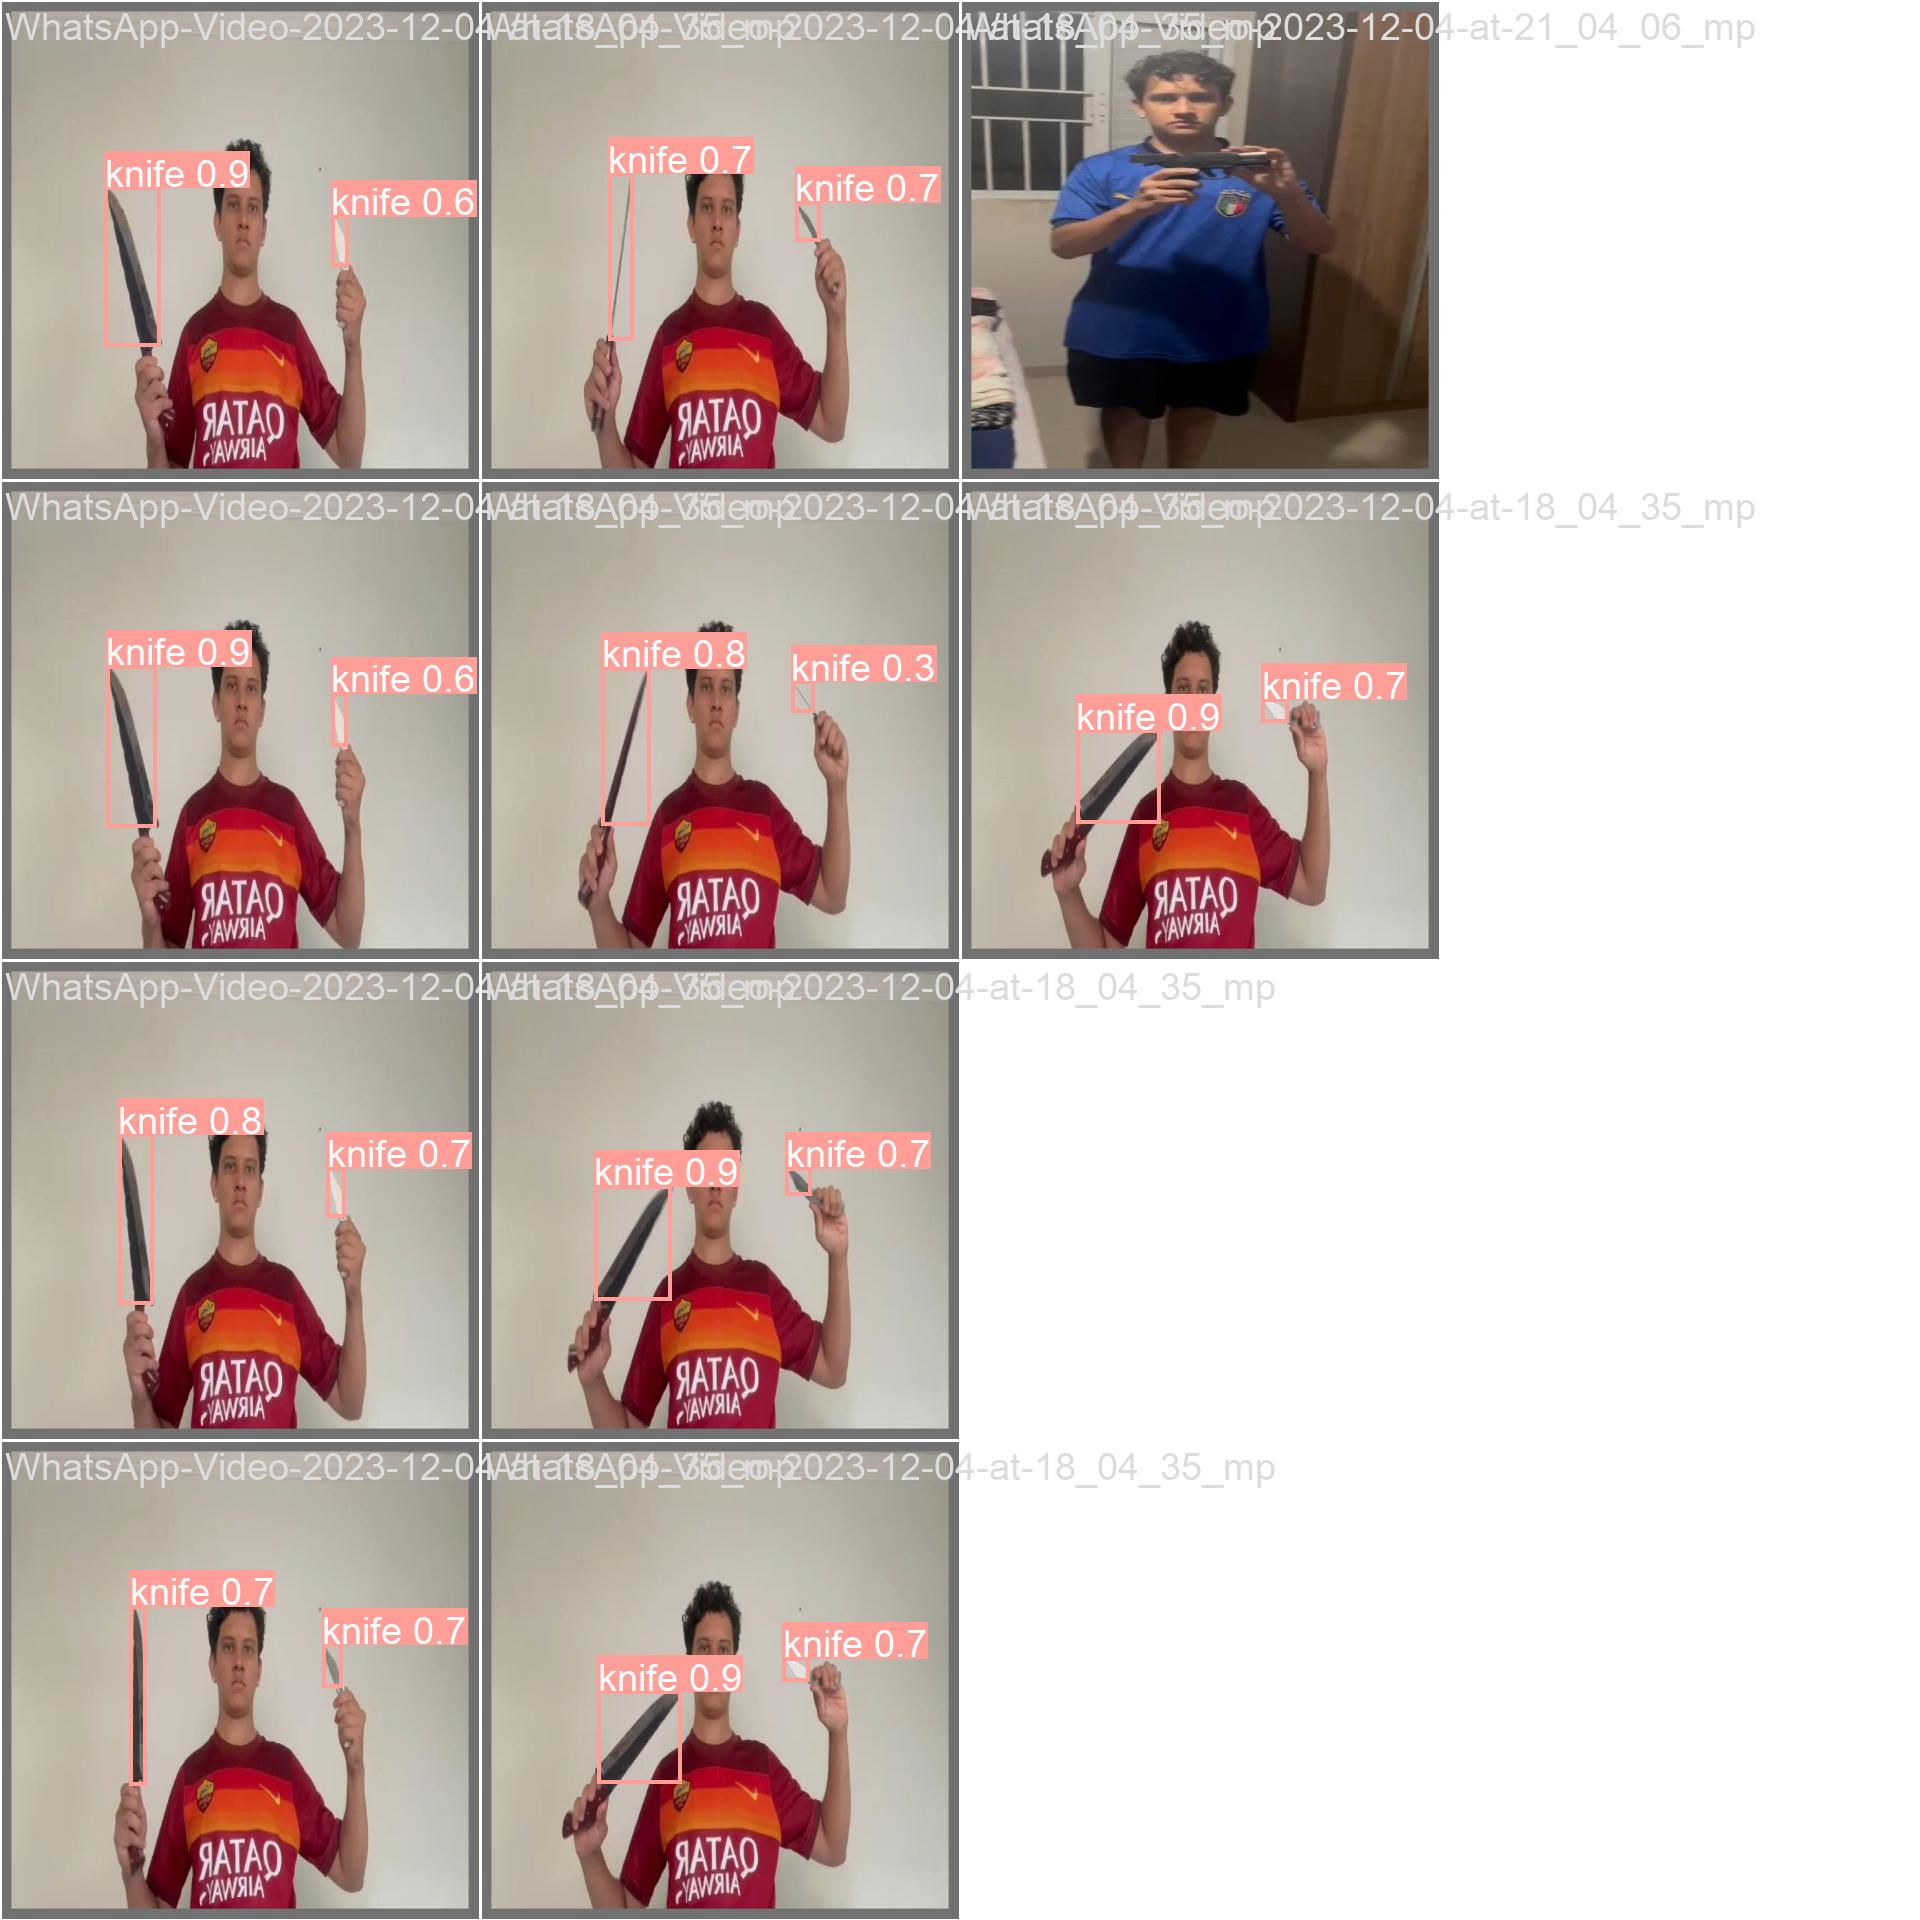 WhatsApp-Video-2023-12-04-at-18_04_35_mp
WhatsApp-Video-2023-12-04-at-18_04_35_mp
WhatsApp-Video-2023-12-04-at-21_04_06_mp
knife 0.9
knife 0.6
knife 0.7
knife 0.7
QATAR
AIRWAYS
QATAR
AIRWAYS
WhatsApp-Video-2023-12-04-at-18_04_35_mp
WhatsApp-Video-2023-12-04-at-18_04_35_mp
WhatsApp-Video-2023-12-04-at-18_04_35_mp
knife 0.9
knife 0.6
knife 0.8
knife 0.3
knife 0.9
knife 0.7
QATAR
AIRWAYS
QATAR
AIRWAYS
QATAR
AIRWAYS
WhatsApp-Video-2023-12-04-at-18_04_35_mp
WhatsApp-Video-2023-12-04-at-18_04_35_mp
knife 0.8
knife 0.7
knife 0.9
knife 0.7
QATAR
AIRWAYS
QATAR
AIRWAYS
WhatsApp-Video-2023-12-04-at-18_04_35_mp
WhatsApp-Video-2023-12-04-at-18_04_35_mp
knife 0.7
knife 0.7
knife 0.9
knife 0.7
QATAR
AIRWAYS
QATAR
AIRWAYS